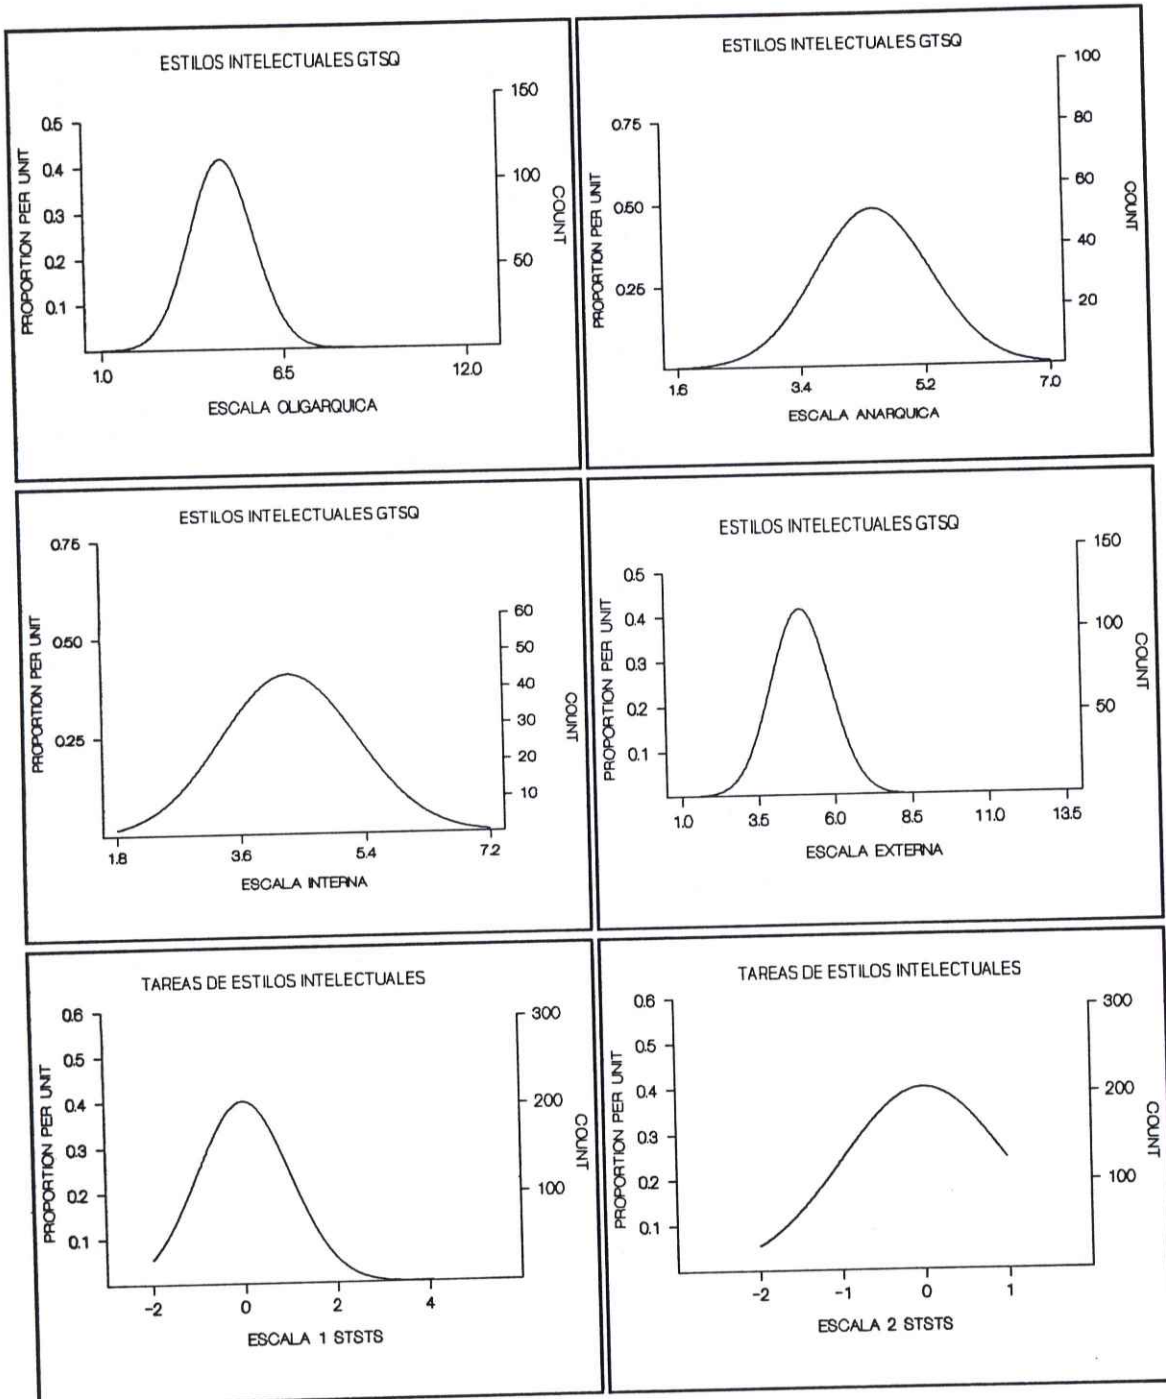 ESTILOS INTELECTUALES GTSQ
PROPORTION PER UNIT
0.5
0.4
0.3
0.2
0.1
150
100
50
COUNT
1.0 6.5 12.0
ESCALA OLIGARQUICA
ESTILOS INTELECTUALES GTSQ
PROPORTION PER UNIT
0.75
0.50
0.25
100
80
60
40
20
COUNT
1.6 3.4 5.2 7.0
ESCALA ANARQUICA
ESTILOS INTELECTUALES GTSQ
PROPORTION PER UNIT
0.75
0.50
0.25
60
50
40
30
20
10
COUNT
1.8 3.6 5.4 7.2
ESCALA INTERNA
ESTILOS INTELECTUALES GTSQ
PROPORTION PER UNIT
0.5
0.4
0.3
0.2
0.1
150
100
50
COUNT
1.0 3.5 6.0 8.5 11.0 13.5
ESCALA EXTERNA
TAREAS DE ESTILOS INTELECTUALES
PROPORTION PER UNIT
0.6
0.5
0.4
0.3
0.2
0.1
300
200
100
COUNT
-2 0 2 4
ESCALA 1 STSTS
TAREAS DE ESTILOS INTELECTUALES
PROPORTION PER UNIT
0.6
0.5
0.4
0.3
0.2
0.1
300
200
100
COUNT
-2 -1 0 1
ESCALA 2 STSTS